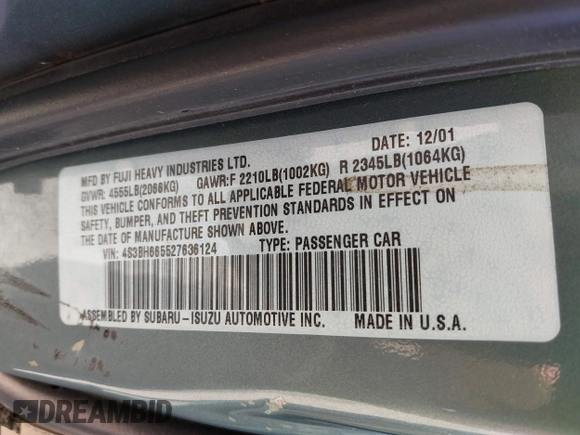 MFD BY FUJI HEAVY INDUSTRIES LTD. DATE: 12/01
GVWR: 4555LB(2066KG) GAWR:F 2210LB(1002KG) R 2345LB(1064KG)
THIS VEHICLE CONFORMS TO ALL APPLICABLE FEDERAL MOTOR VEHICLE
SAFETY, BUMPER, AND THEFT PREVENTION STANDARDS IN EFFECT ON
THE DATE OF MANUFACTURE SHOWN ABOVE.
VIN: 4S3BH665527636124 TYPE: PASSENGER CAR
ASSEMBLED BY SUBARU-ISUZU AUTOMOTIVE INC. MADE IN U.S.A.
DREAMBID